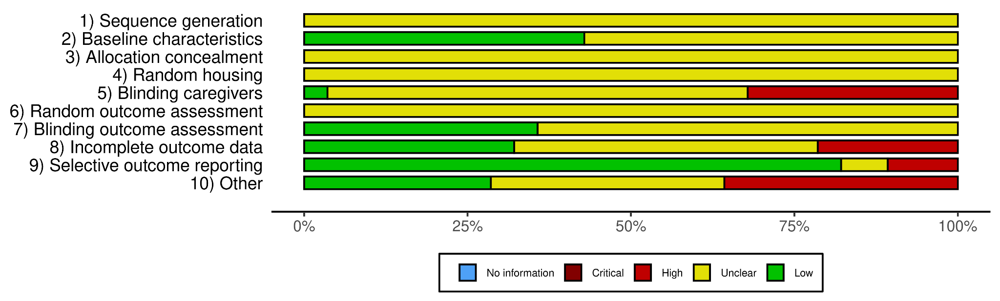 1) Sequence generation
2) Baseline characteristics
3) Allocation concealment
4) Random housing
5) Blinding caregivers
6) Random outcome assessment
7) Blinding outcome assessment
8) Incomplete outcome data
9) Selective outcome reporting
10) Other
0% 25% 50% 75% 100%
No information Critical High Unclear Low